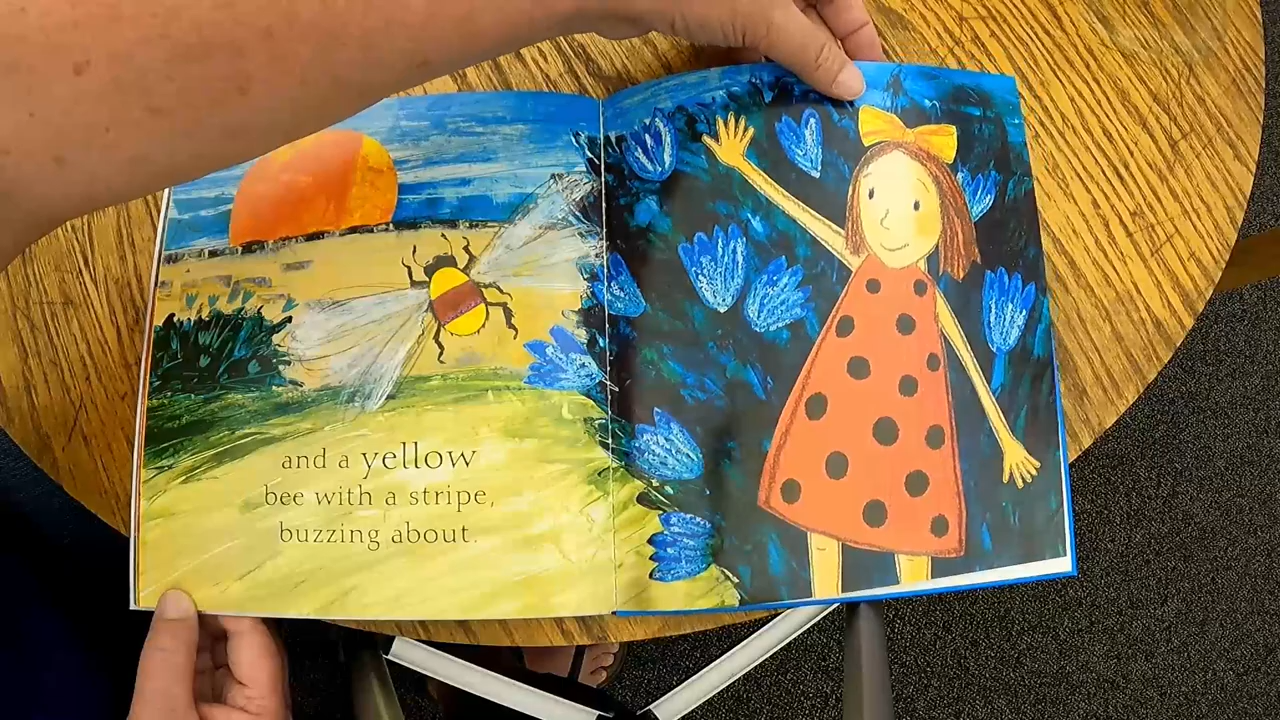 and a yellow
bee with a stripe,
buzzing about.